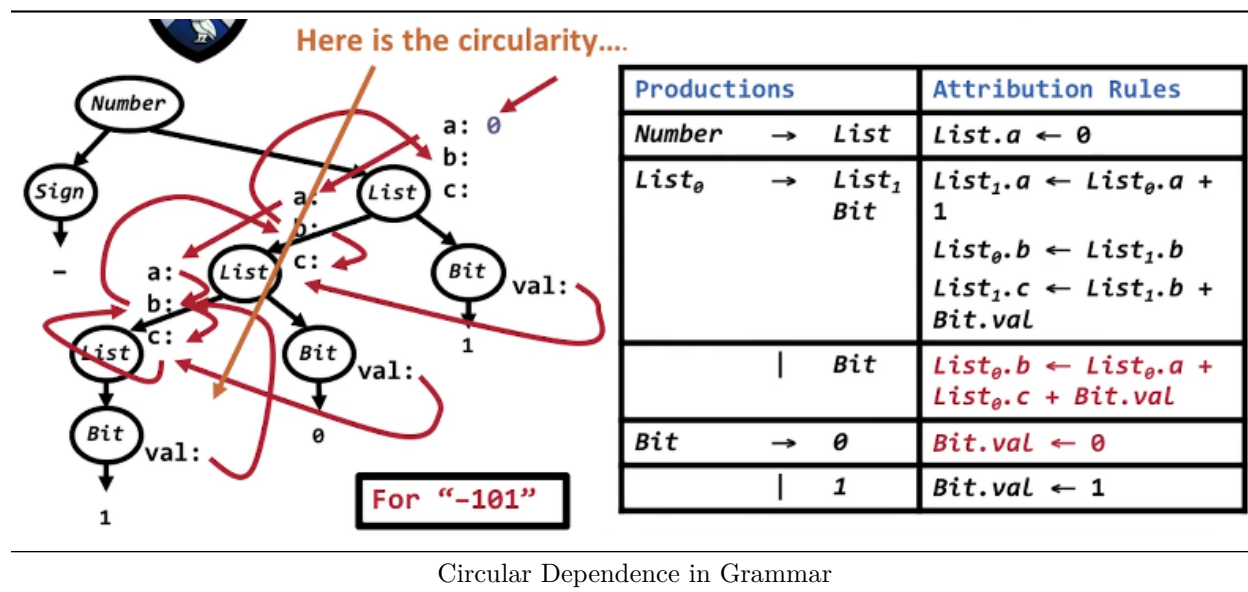 Here is the circularity….
Number
Sign
–
List
a: 0
b:
c:
List
a:
b:
c:
Bit
val:
1
List
a:
b:
c:
Bit
val:
0
Bit
val:
1
For “–101”
Productions Attribution Rules
Number → List List.a ← 0
List₀ → List₁ List₁.a ← List₀.a +
Bit 1
List₀.b ← List₁.b
List₁.c ← List₁.b +
Bit.val
| Bit List₀.b ← List₀.a +
List₀.c + Bit.val
Bit → 0 Bit.val ← 0
| 1 Bit.val ← 1
Circular Dependence in Grammar